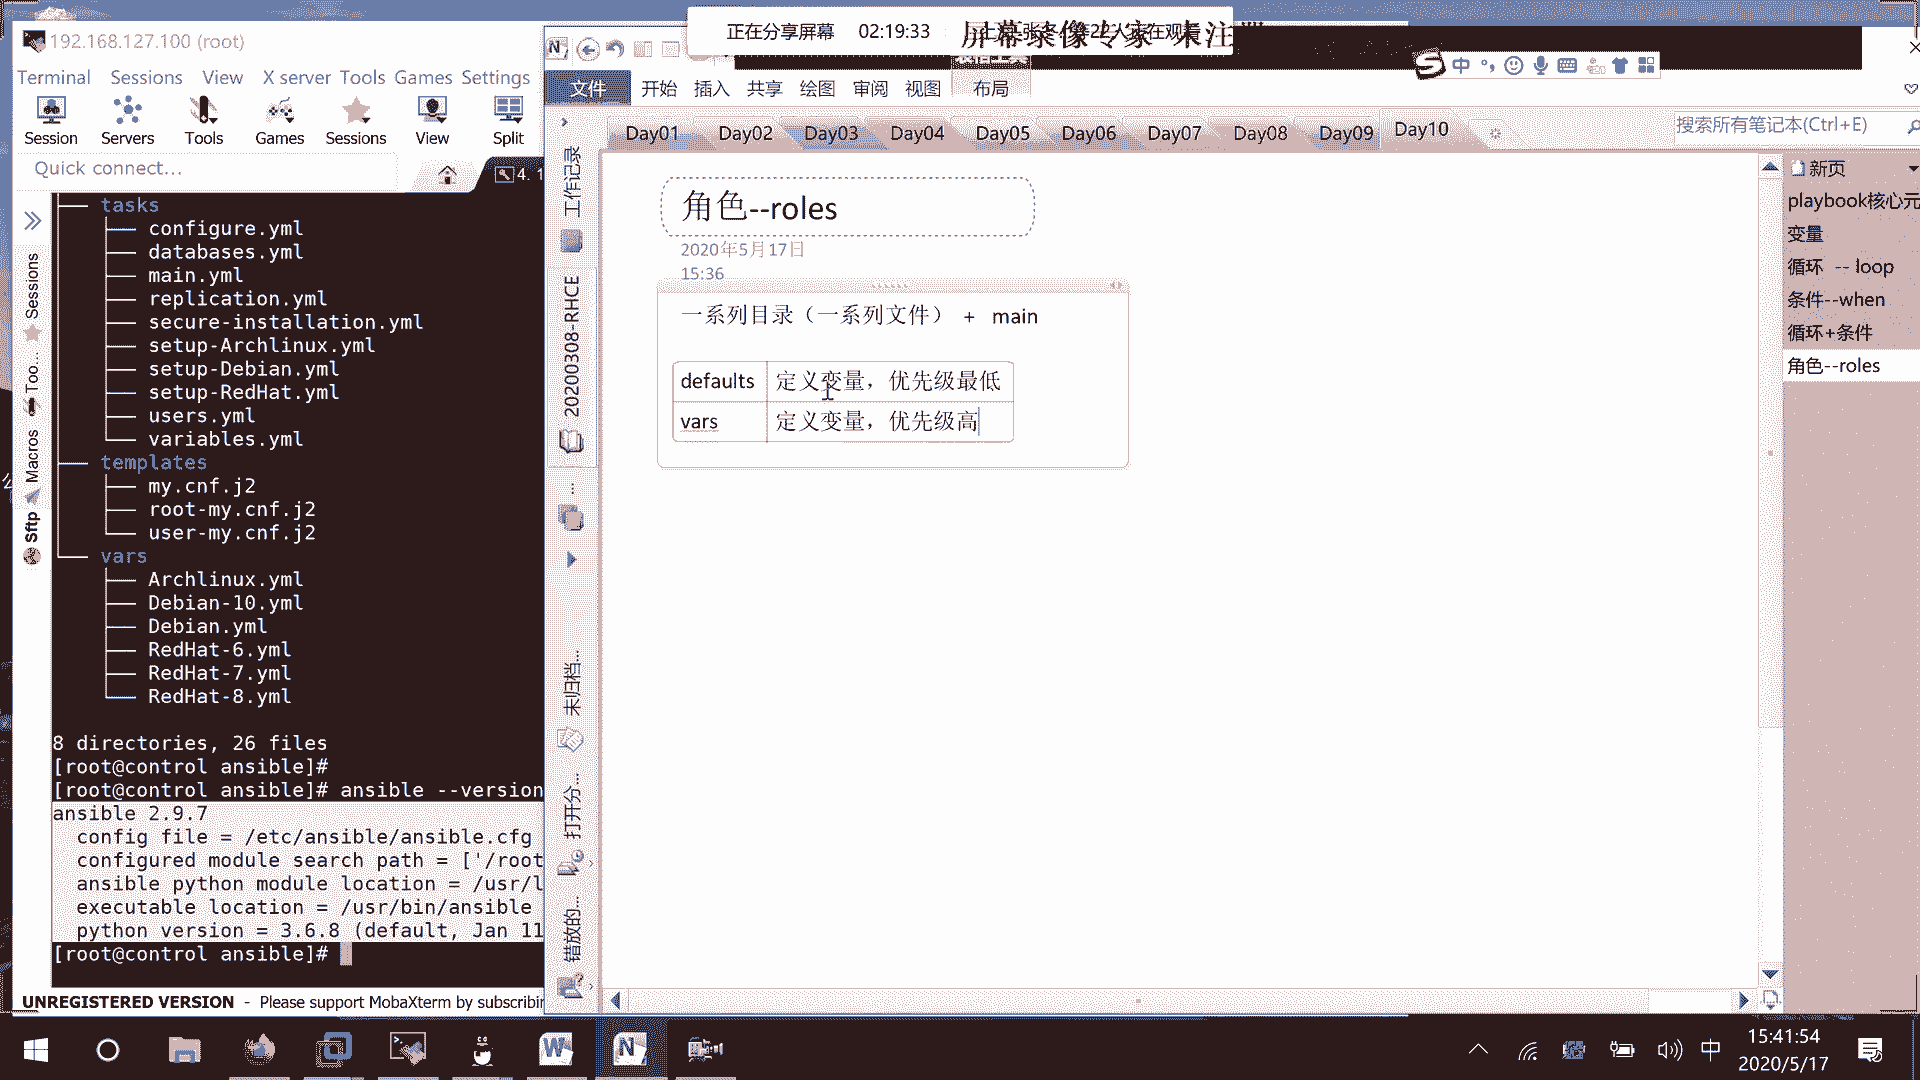 正在分享屏幕 02:19:33
屏幕录像专家 未注
192.168.127.100 (root)
Terminal Sessions View X server Tools Games Settings
Session Servers Tools Games Sessions View Split
Quick connect...
4. 1
文件 开始 插入 共享 绘图 审阅 视图 布局
中
Day01 Day02 Day03 Day04 Day05 Day06 Day07 Day08 Day09 Day10
搜索所有笔记本(Ctrl+E)
Sessions
Too...
Macros
Sftp
tasks
configure.yml
databases.yml
main.yml
replication.yml
secure-installation.yml
setup-Archlinux.yml
setup-Debian.yml
setup-RedHat.yml
users.yml
variables.yml
templates
my.cnf.j2
root-my.cnf.j2
user-my.cnf.j2
vars
Archlinux.yml
Debian-10.yml
Debian.yml
RedHat-6.yml
RedHat-7.yml
RedHat-8.yml
8 directories, 26 files
[root@control ansible]#
[root@control ansible]# ansible --version
ansible 2.9.7
config file = /etc/ansible/ansible.cfg
configured module search path = ['/root
ansible python module location = /usr/l
executable location = /usr/bin/ansible
python version = 3.6.8 (default, Jan 11
[root@control ansible]#
UNREGISTERED VERSION - Please support MobaXterm by subscribin
工作记录
20200308-RHCE
...
未归档...
打开分...
错放的...
角色--roles
2020年5月17日
15:36
一系列目录（一系列文件） + main
defaults 定义变量，优先级最低
vars 定义变量，优先级高
新页
playbook核心元
变量
循环 -- loop
条件--when
循环+条件
角色--roles
中
15:41:54
2020/5/17